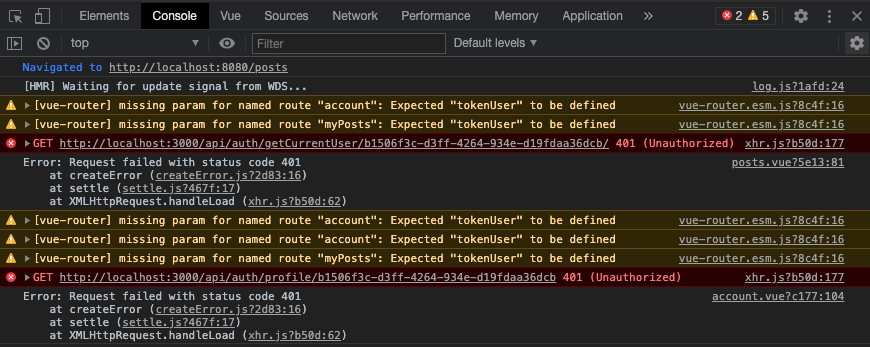 Elements Console Vue Sources Network Performance Memory Application » 2 5
top Filter Default levels
Navigated to http://localhost:8080/posts
[HMR] Waiting for update signal from WDS... log.js?1afd:24
[vue-router] missing param for named route "account": Expected "tokenUser" to be defined vue-router.esm.js?8c4f:16
[vue-router] missing param for named route "myPosts": Expected "tokenUser" to be defined vue-router.esm.js?8c4f:16
GET http://localhost:3000/api/auth/getCurrentUser/b1506f3c-d3ff-4264-934e-d19fdaa36dcb/ 401 (Unauthorized) xhr.js?b50d:177
Error: Request failed with status code 401 posts.vue?5e13:81
at createError (createError.js?2d83:16)
at settle (settle.js?467f:17)
at XMLHttpRequest.handleLoad (xhr.js?b50d:62)
[vue-router] missing param for named route "account": Expected "tokenUser" to be defined vue-router.esm.js?8c4f:16
[vue-router] missing param for named route "account": Expected "tokenUser" to be defined vue-router.esm.js?8c4f:16
[vue-router] missing param for named route "myPosts": Expected "tokenUser" to be defined vue-router.esm.js?8c4f:16
GET http://localhost:3000/api/auth/profile/b1506f3c-d3ff-4264-934e-d19fdaa36dcb 401 (Unauthorized) xhr.js?b50d:177
Error: Request failed with status code 401 account.vue?c177:104
at createError (createError.js?2d83:16)
at settle (settle.js?467f:17)
at XMLHttpRequest.handleLoad (xhr.js?b50d:62)